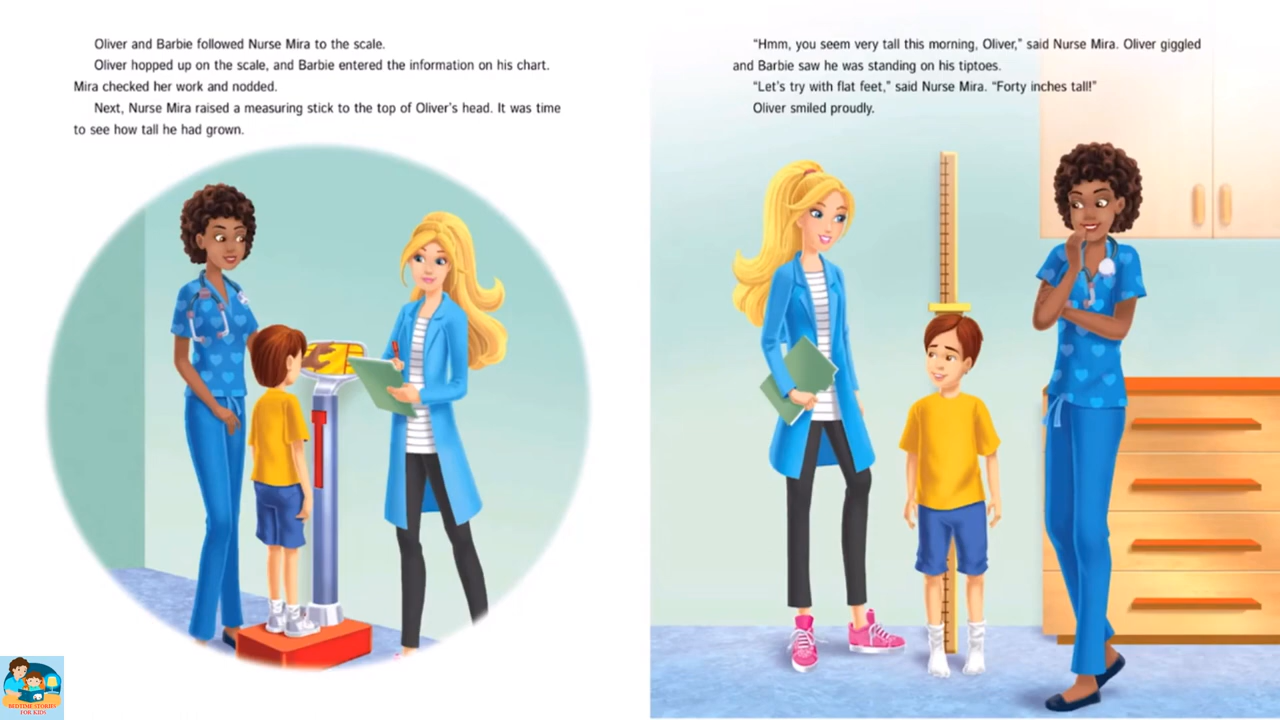 Oliver and Barbie followed Nurse Mira to the scale.
Oliver hopped up on the scale, and Barbie entered the information on his chart.
Mira checked her work and nodded.
Next, Nurse Mira raised a measuring stick to the top of Oliver's head. It was time
to see how tall he had grown.
“Hmm, you seem very tall this morning, Oliver,” said Nurse Mira. Oliver giggled
and Barbie saw he was standing on his tiptoes.
“Let's try with flat feet,” said Nurse Mira. “Forty inches tall!”
Oliver smiled proudly.
BEDTIME STORIES
FOR KIDS